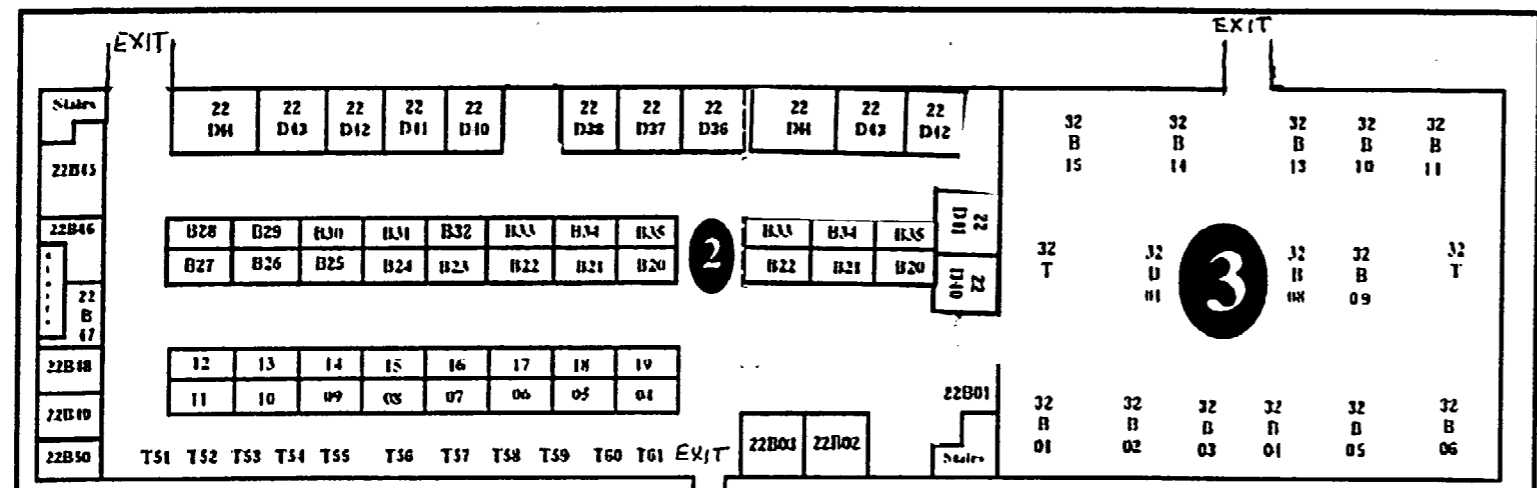 EXIT
EXIT
Stairs
22 22 22 22 22 22 22 22 22 22 22
D43 D42 D41 D40 D38 D37 D36 D43 D42
32 32 32 32 32
B B B B B
15 14 13 10 11
22B45
22B46
B28 B29 B30 B31 B32 B33 B34 B35
B27 B26 B25 B24 B23 B22 B21 B20
2
B33 B34 B35
B22 B21 B20
22
D41
22
D40
32
T
32
01
3
32
B
08
32
B
09
32
T
22
B
47
22B48
22B49
22B50
12 13 14 15 16 17 18 19
11 10 09 08 07 06 05 04
T51 T52 T53 T54 T55 T56 T57 T58 T59 T60 T61 EXIT
22B03 22B02
22B01
Stairs
32 32 32 32 32 32
B B B B B B
01 02 03 04 05 06